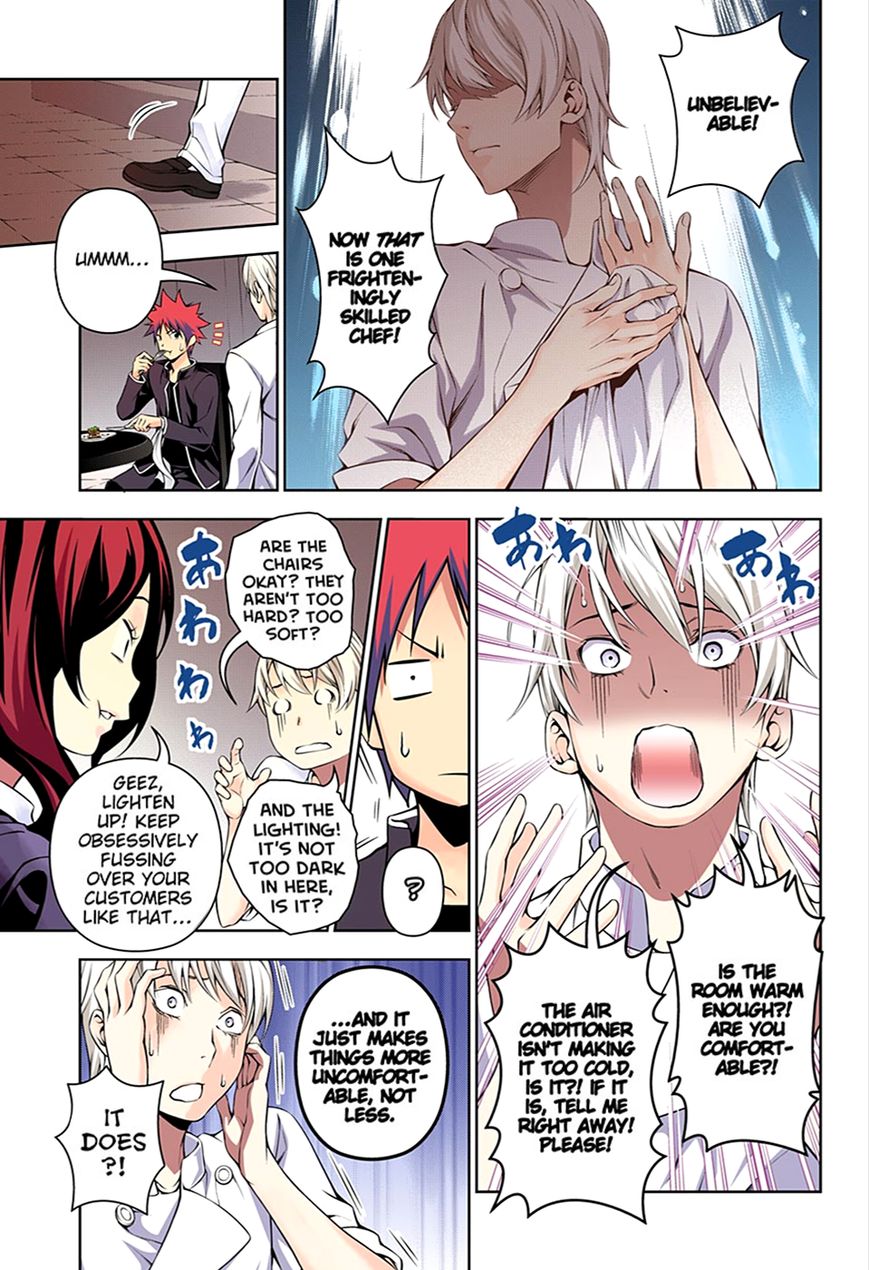 UNBELIEV-
ABLE!
NOW THAT
IS ONE
FRIGHTEN-
INGLY
SKILLED
CHEF!
UMMM...
あわ
あわ
IS THE
ROOM WARM
ENOUGH?!
ARE YOU
COMFORT-
ABLE?!
THE AIR
CONDITIONER
ISN'T MAKING
IT TOO COLD,
IS IT?! IF IT
IS, TELL ME
RIGHT AWAY!
PLEASE!
?
ARE THE
CHAIRS
OKAY? THEY
AREN'T TOO
HARD? TOO
SOFT?
AND THE
LIGHTING!
IT'S NOT
TOO DARK
IN HERE,
IS IT?
あわわわ
GEEZ,
LIGHTEN
UP! KEEP
OBSESSIVELY
FUSSING
OVER YOUR
CUSTOMERS
LIKE THAT...
...AND IT
JUST MAKES
THINGS MORE
UNCOMFORT-
ABLE, NOT
LESS.
IT
DOES
?!